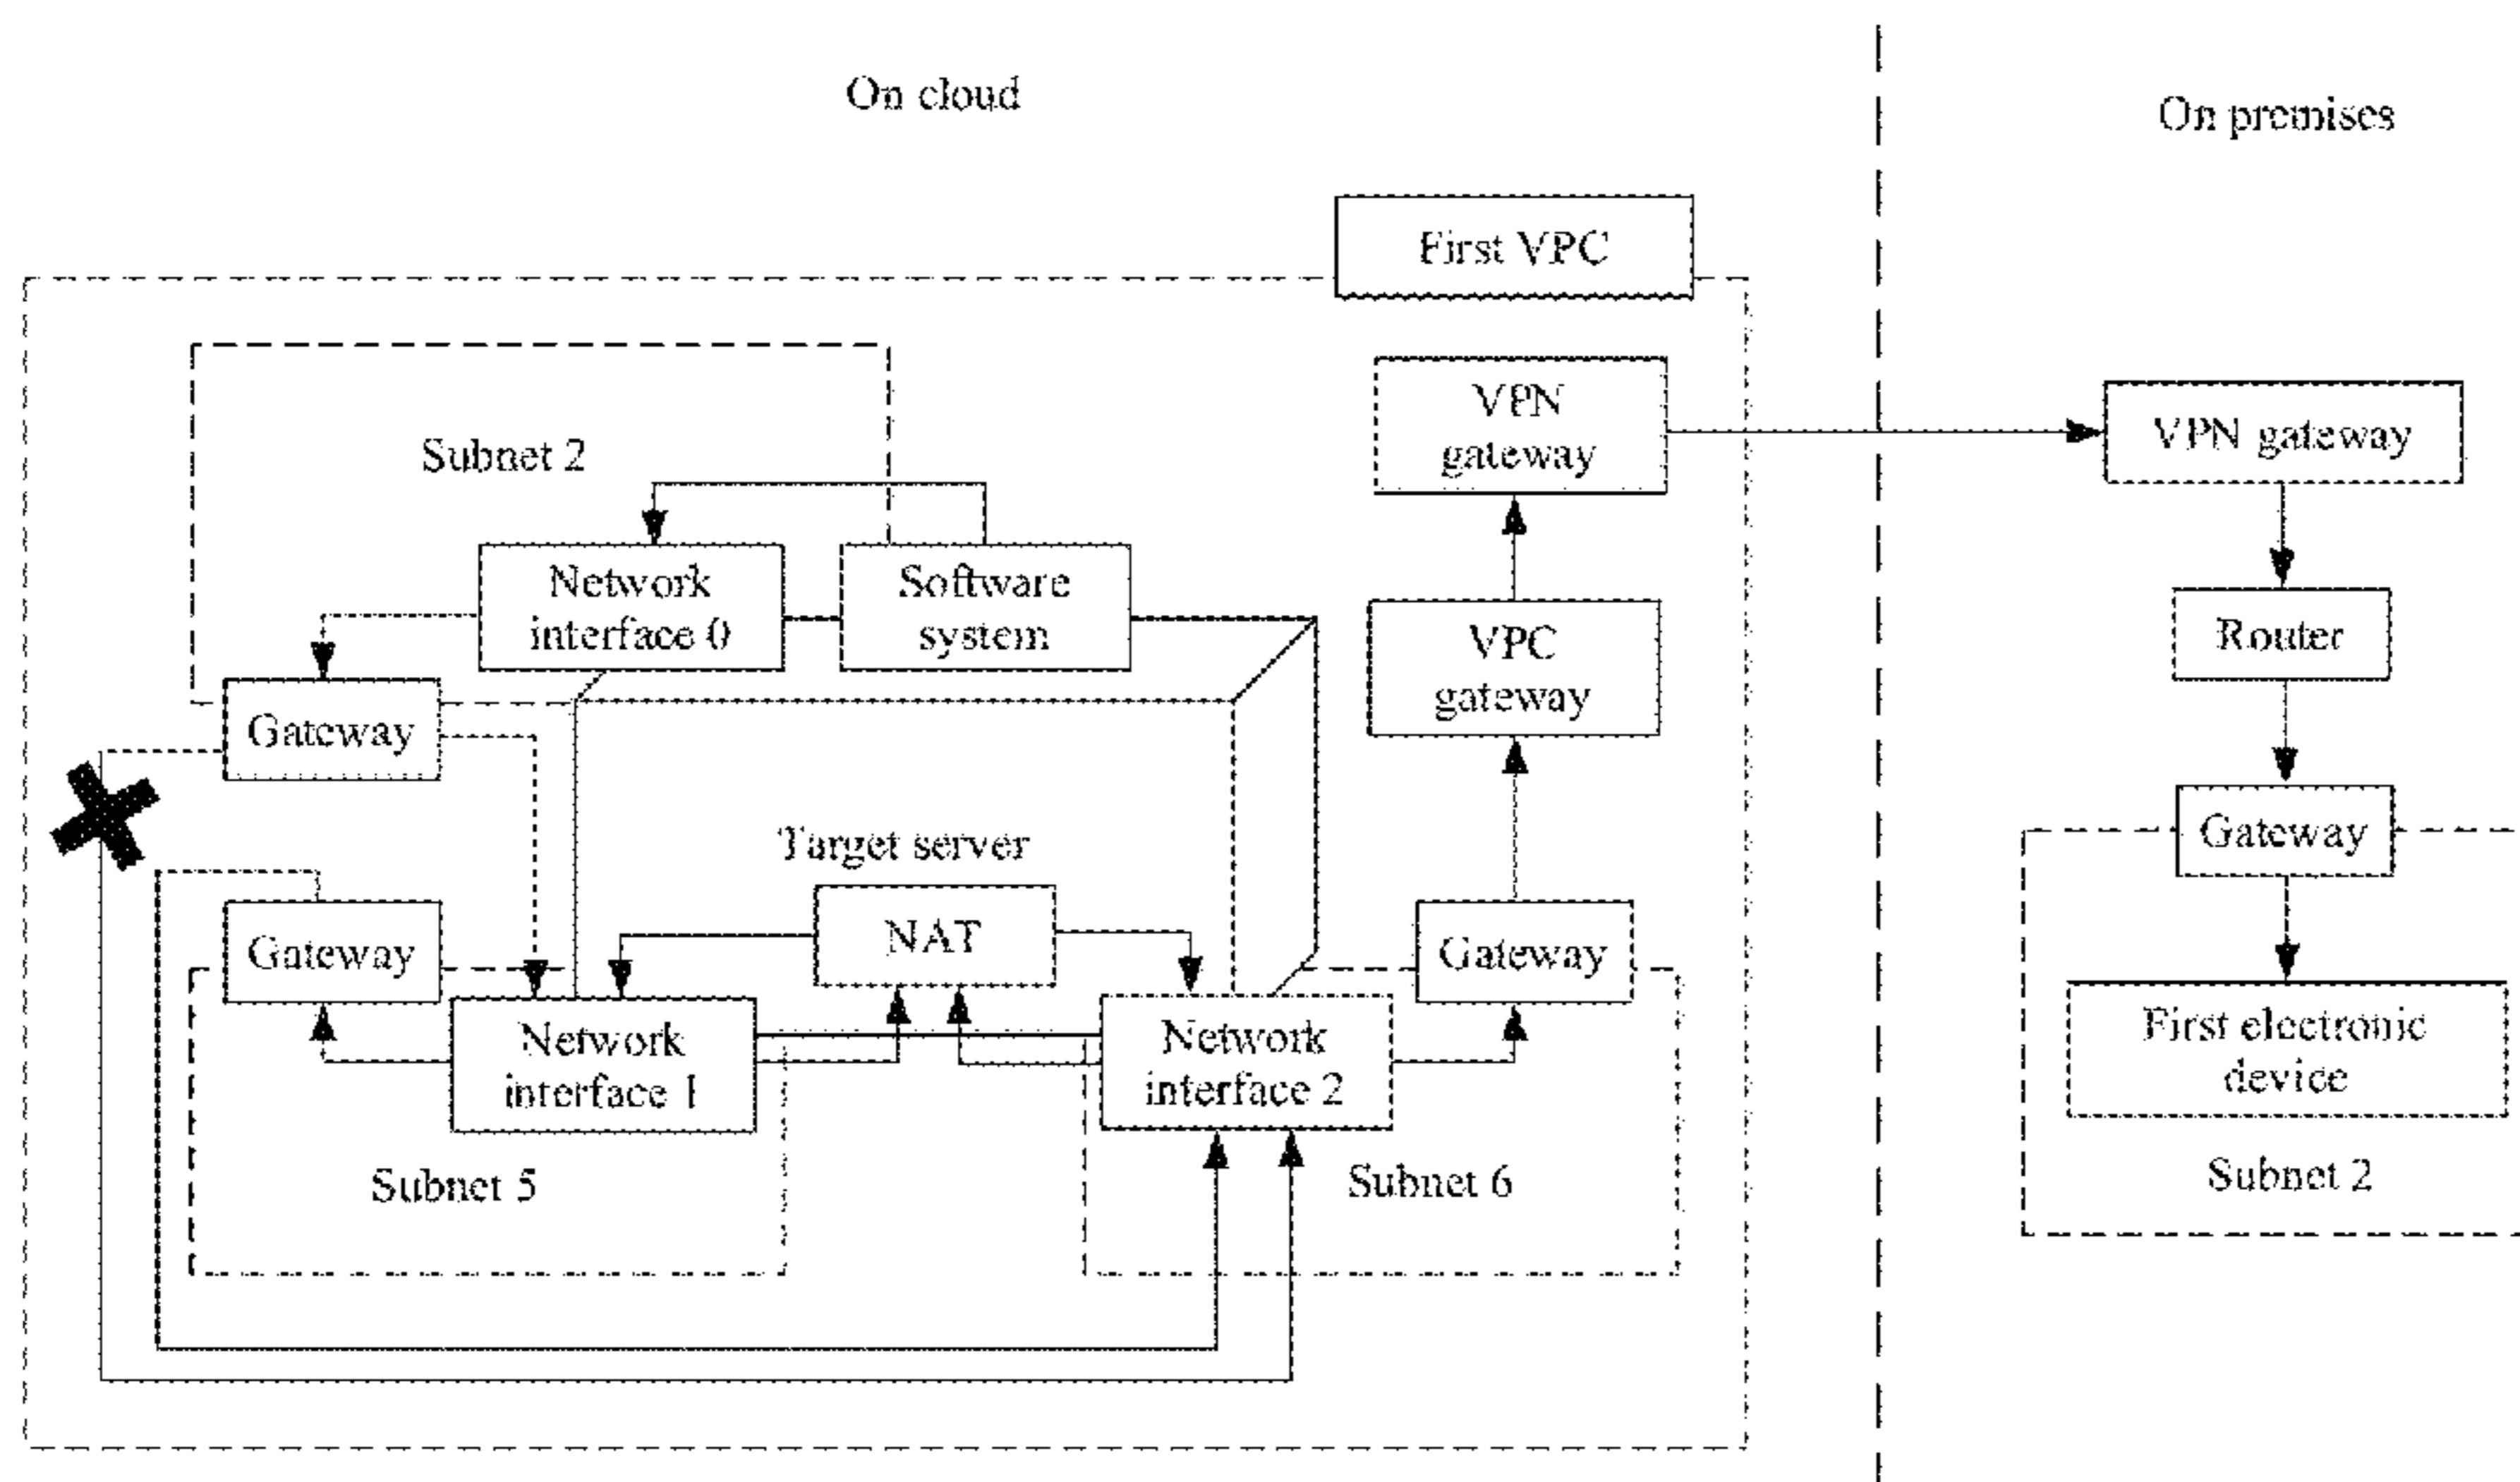 On cloud
On premises
First VPC
VPN
gateway
VPN gateway
Subnet 2
Network
interface 0
Software
system
VPC
gateway
Router
Gateway
Gateway
Target server
NAT
Gateway
Gateway
Network
interface 1
Network
interface 2
First electronic
device
Subnet 5
Subnet 6
Subnet 2